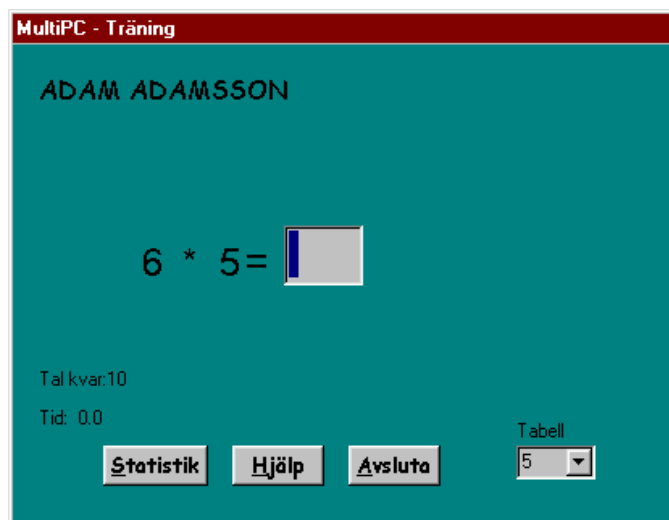 MultiPC - Träning
ADAM ADAMSSON
6 * 5=
Tal kvar:10
Tid: 0.0
Tabell
5
Statistik Hjälp Avsluta